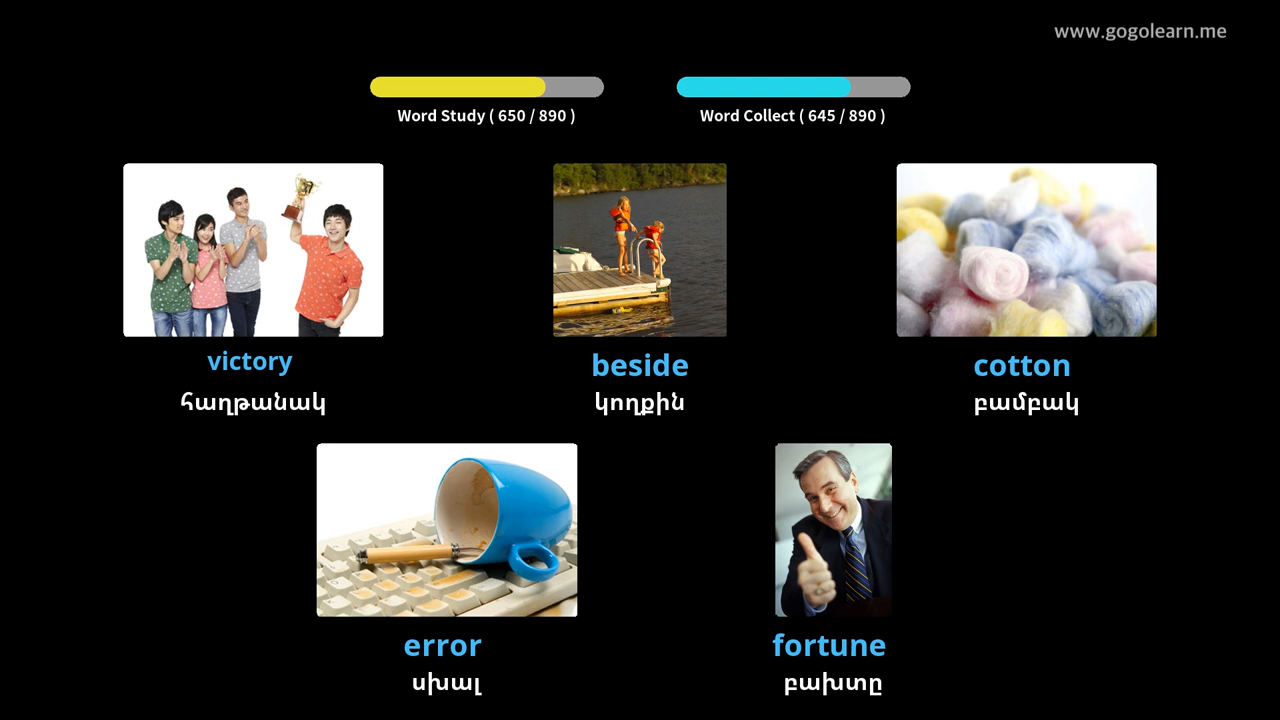 www.gogolearn.me
Word Study ( 650 / 890 )
Word Collect ( 645 / 890 )
victory
հաղթանակ
beside
կողքին
cotton
բամբակ
error
սխալ
fortune
բախտը